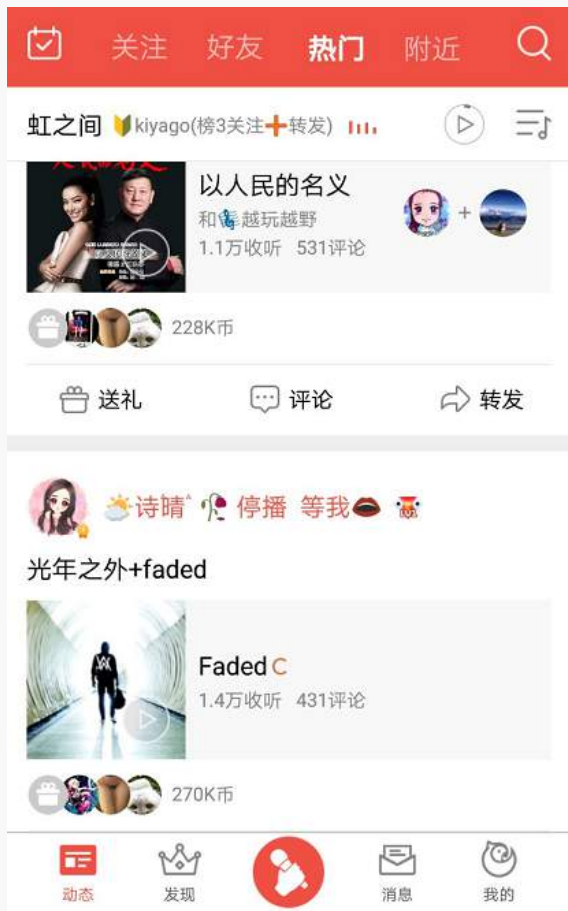 关注 好友 热门 附近
虹之间 🔰kiyago(榜3关注➕转发)
以人民的名义
和 越玩越野
1.1万收听 531评论
228K币
送礼 评论 转发
⛅诗晴 🥀 停播 等我👄
光年之外+faded
Faded C
1.4万收听 431评论
270K币
动态 发现 消息 我的